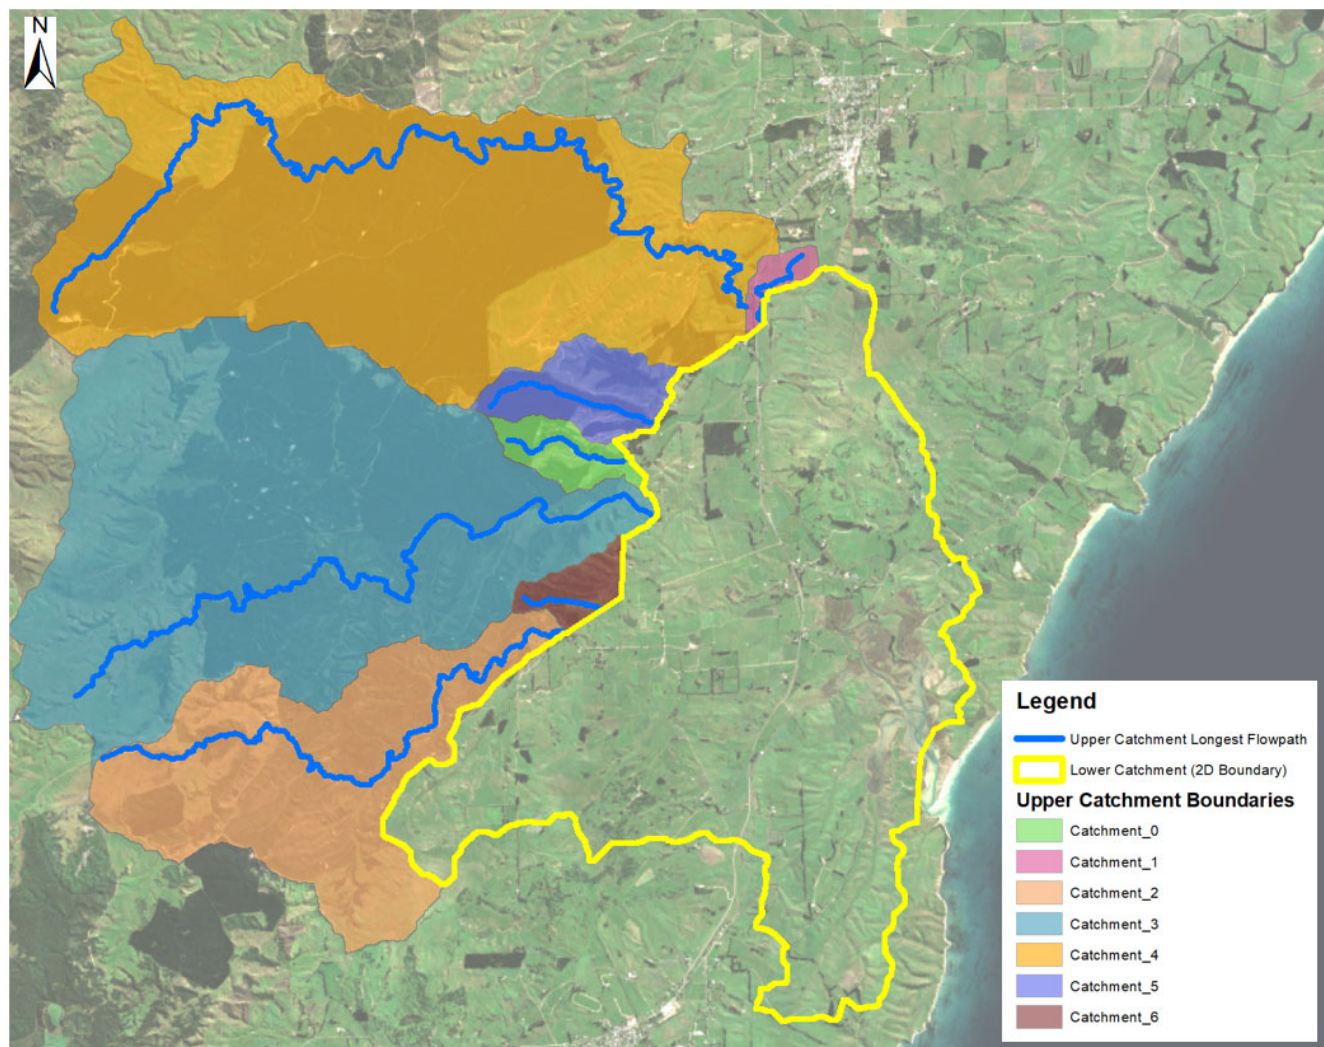 N
Legend
Upper Catchment Longest Flowpath
Lower Catchment (2D Boundary)
Upper Catchment Boundaries
Catchment_0
Catchment_1
Catchment_2
Catchment_3
Catchment_4
Catchment_5
Catchment_6